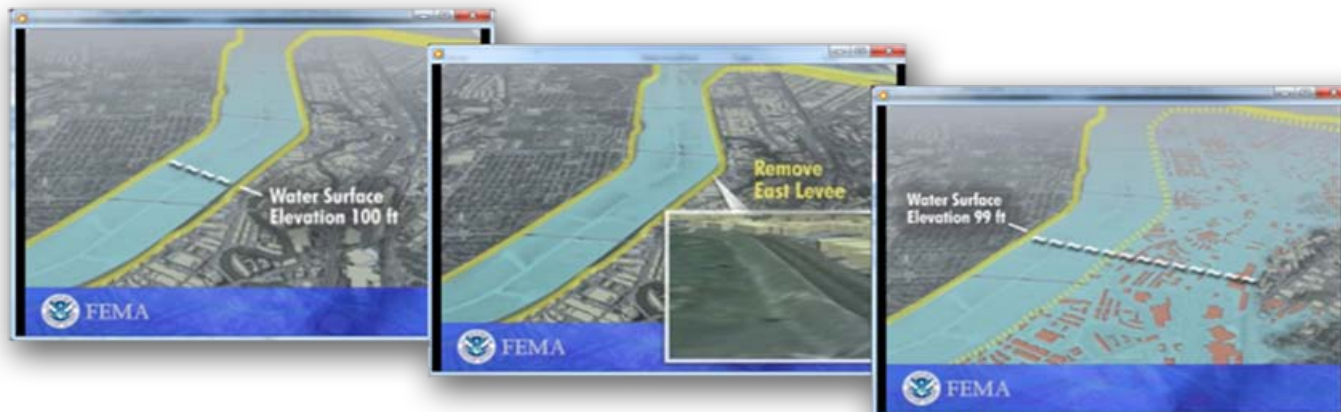 Water Surface
Elevation 100 ft
FEMA
Remove
East Levee
FEMA
Water Surface
Elevation 99 ft
FEMA